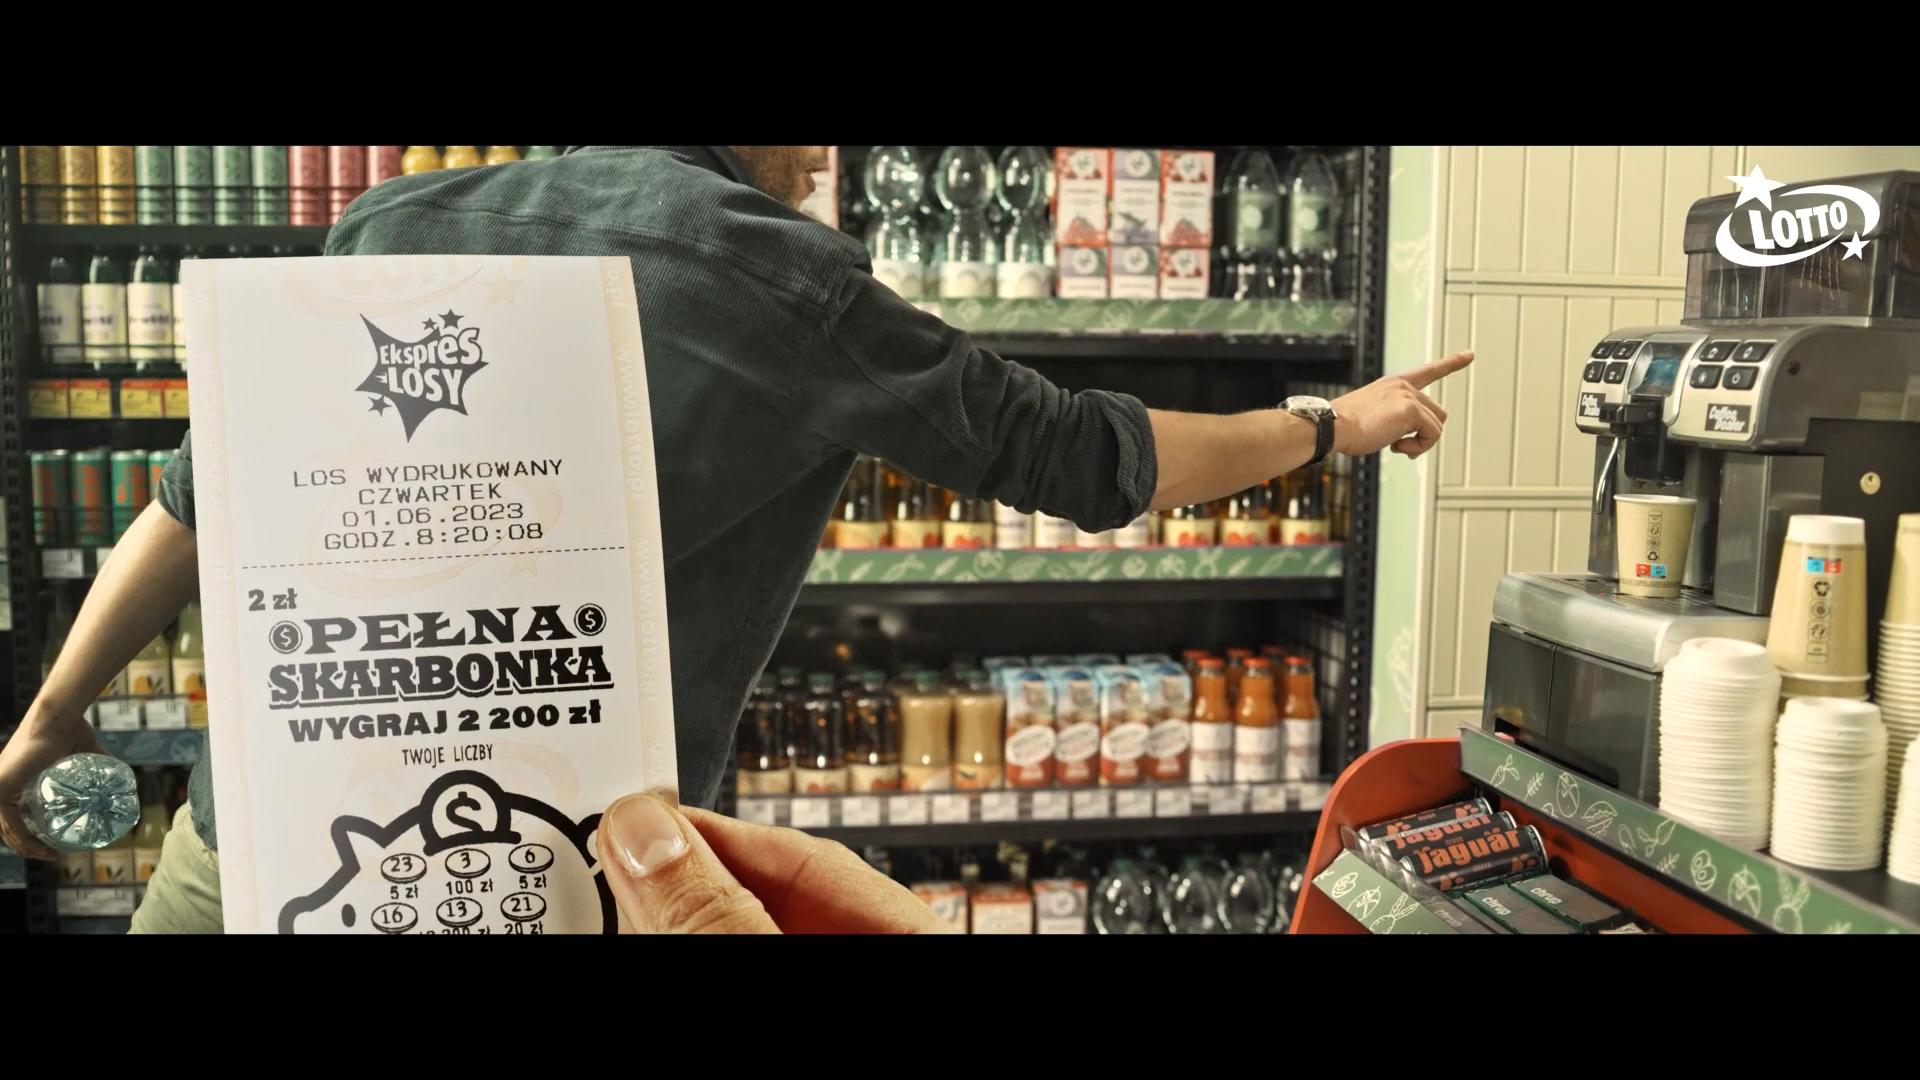 LOTTO
Ekspres
LOSY
LOS WYDRUKOWANY
CZWARTEK
01.06.2023
GODZ.8:20:08
2 zł
PEŁNA
SKARBONKA
WYGRAJ 2 200 zł
TWOJE LICZBY
23 3 6
5 zł 100 zł 5 zł
16 13 21
20 zł
www.lotto.pl
Coffee
Dealer
Jaguar
Jaguar
chrup
chrup